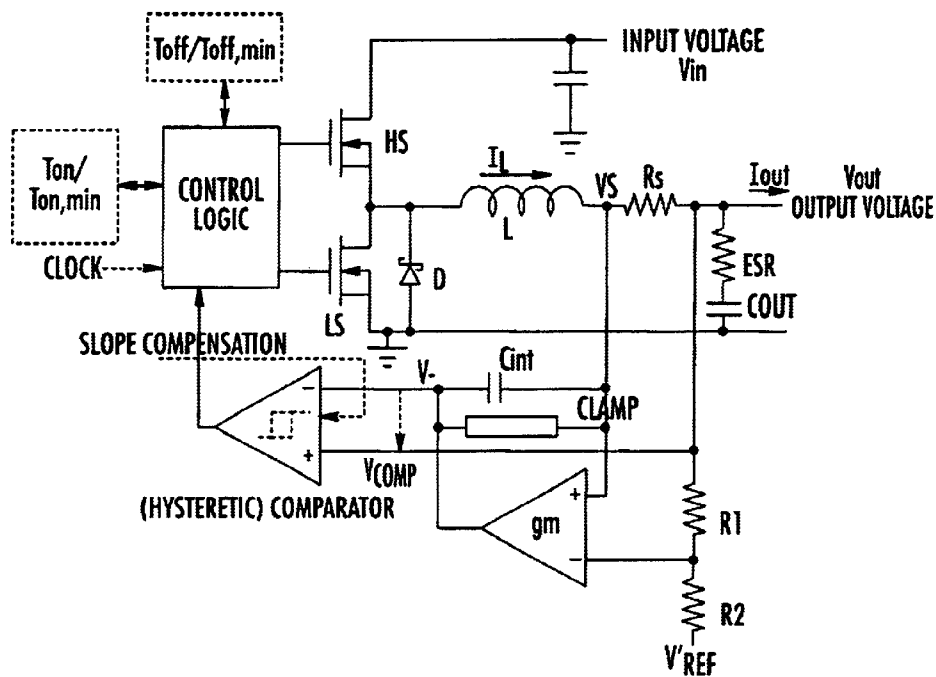 Toff/Toff,min
INPUT VOLTAGE
Vin
HS
Ton/
Ton,min
CONTROL
LOGIC
IL
VS
Rs
Iout
Vout
OUTPUT VOLTAGE
L
CLOCK
D
ESR
COUT
LS
SLOPE COMPENSATION
V-
Cint
CLAMP
−
+
VCOMP
(HYSTERETIC) COMPARATOR
+
gm
−
R1
R2
V'REF